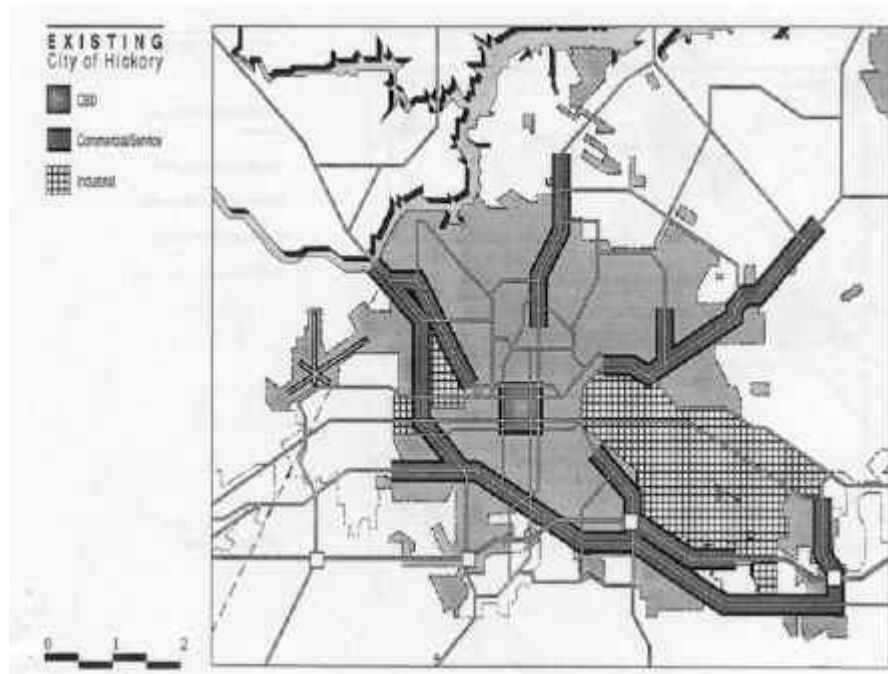 EXISTING
City of Hickory
CBD
Commercial/Service
Industrial
0 1 2